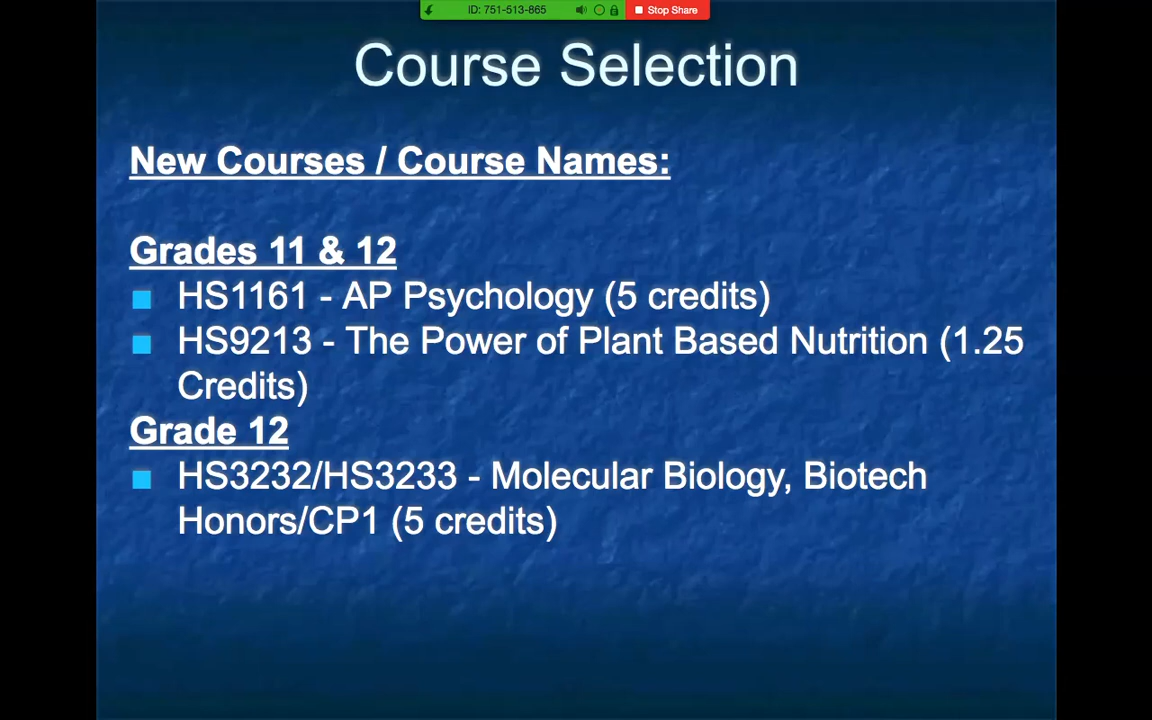 ID: 751-513-865
Stop Share
Course Selection
New Courses / Course Names:
Grades 11 & 12
HS1161 - AP Psychology (5 credits)
HS9213 - The Power of Plant Based Nutrition (1.25
Credits)
Grade 12
HS3232/HS3233 - Molecular Biology, Biotech
Honors/CP1 (5 credits)